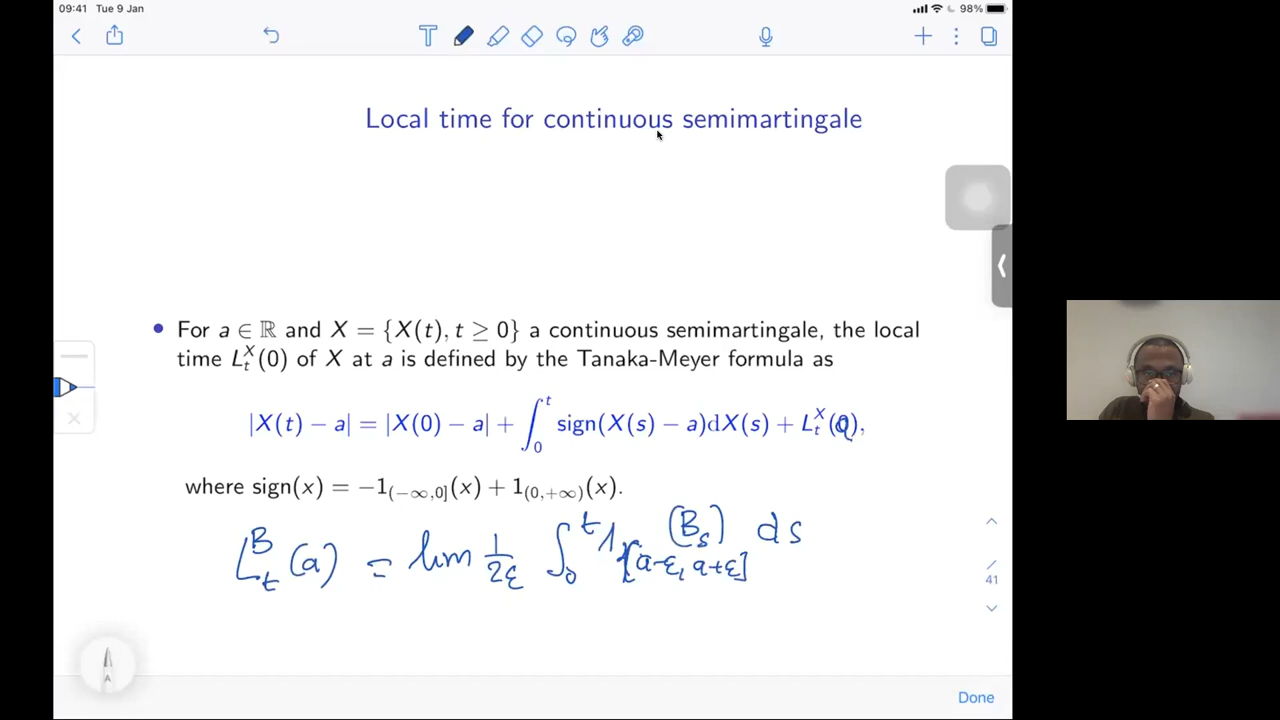 09:41 Tue 9 Jan 98%
T
Local time for continuous semimartingale
• For a ∈ ℝ and X = {X(t), t ≥ 0} a continuous semimartingale, the local
time L_t^X(0) of X at a is defined by the Tanaka-Meyer formula as
|X(t) − a| = |X(0) − a| + ∫_0^t sign(X(s) − a)dX(s) + L_t^X(a),
where sign(x) = −1_{(−∞,0]}(x) + 1_{(0,+∞)}(x).
L_t^B (a) = lim 1/2ε ∫_0^t 1_{[a-ε, a+ε]} (B_s) ds
41
A
Done